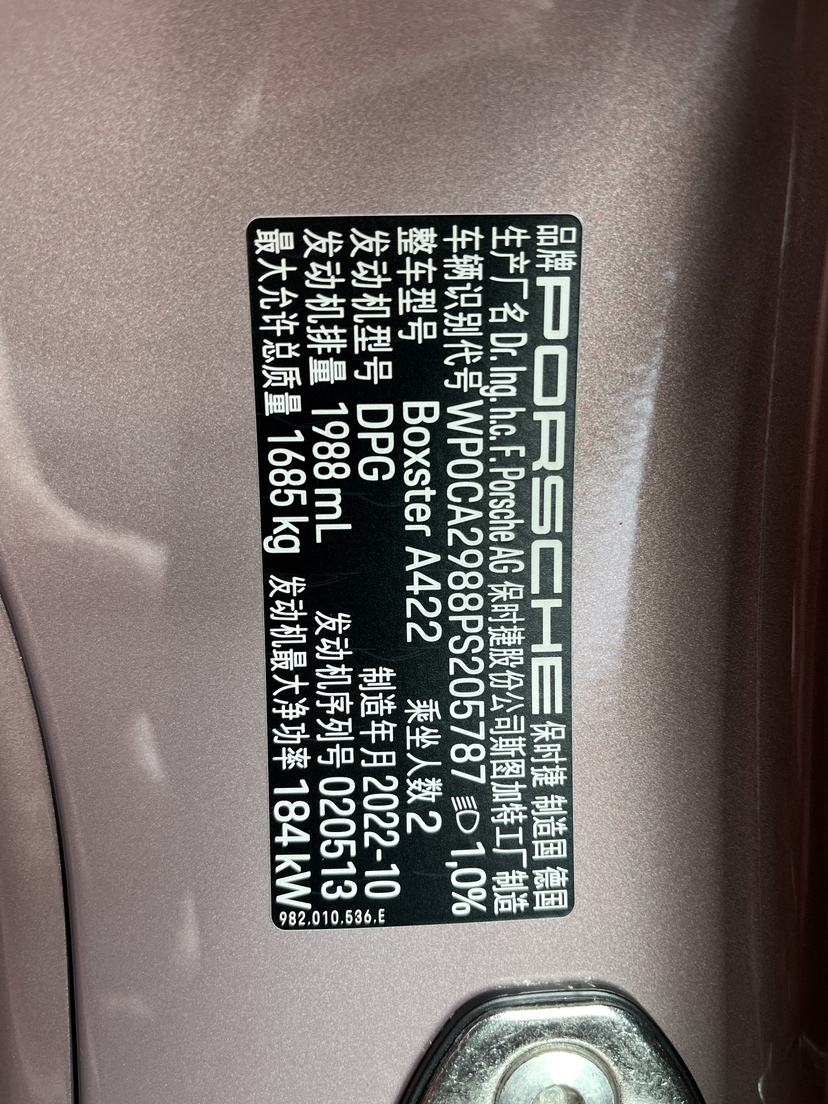 品牌 PORSCHE 保时捷 制造国 德国
生产厂名 Dr. Ing. h.c. F. Porsche AG 保时捷股份公司斯图加特工厂制造
车辆识别代号 WP0CA2988PS205787 1,0%
整车型号 Boxster A422 乘坐人数 2
发动机型号 DPG 制造年月 2022-10
发动机排量 1988 mL 发动机序列号 020513
最大允许总质量 1685 kg 发动机最大净功率 184 kW
982.010.536.E